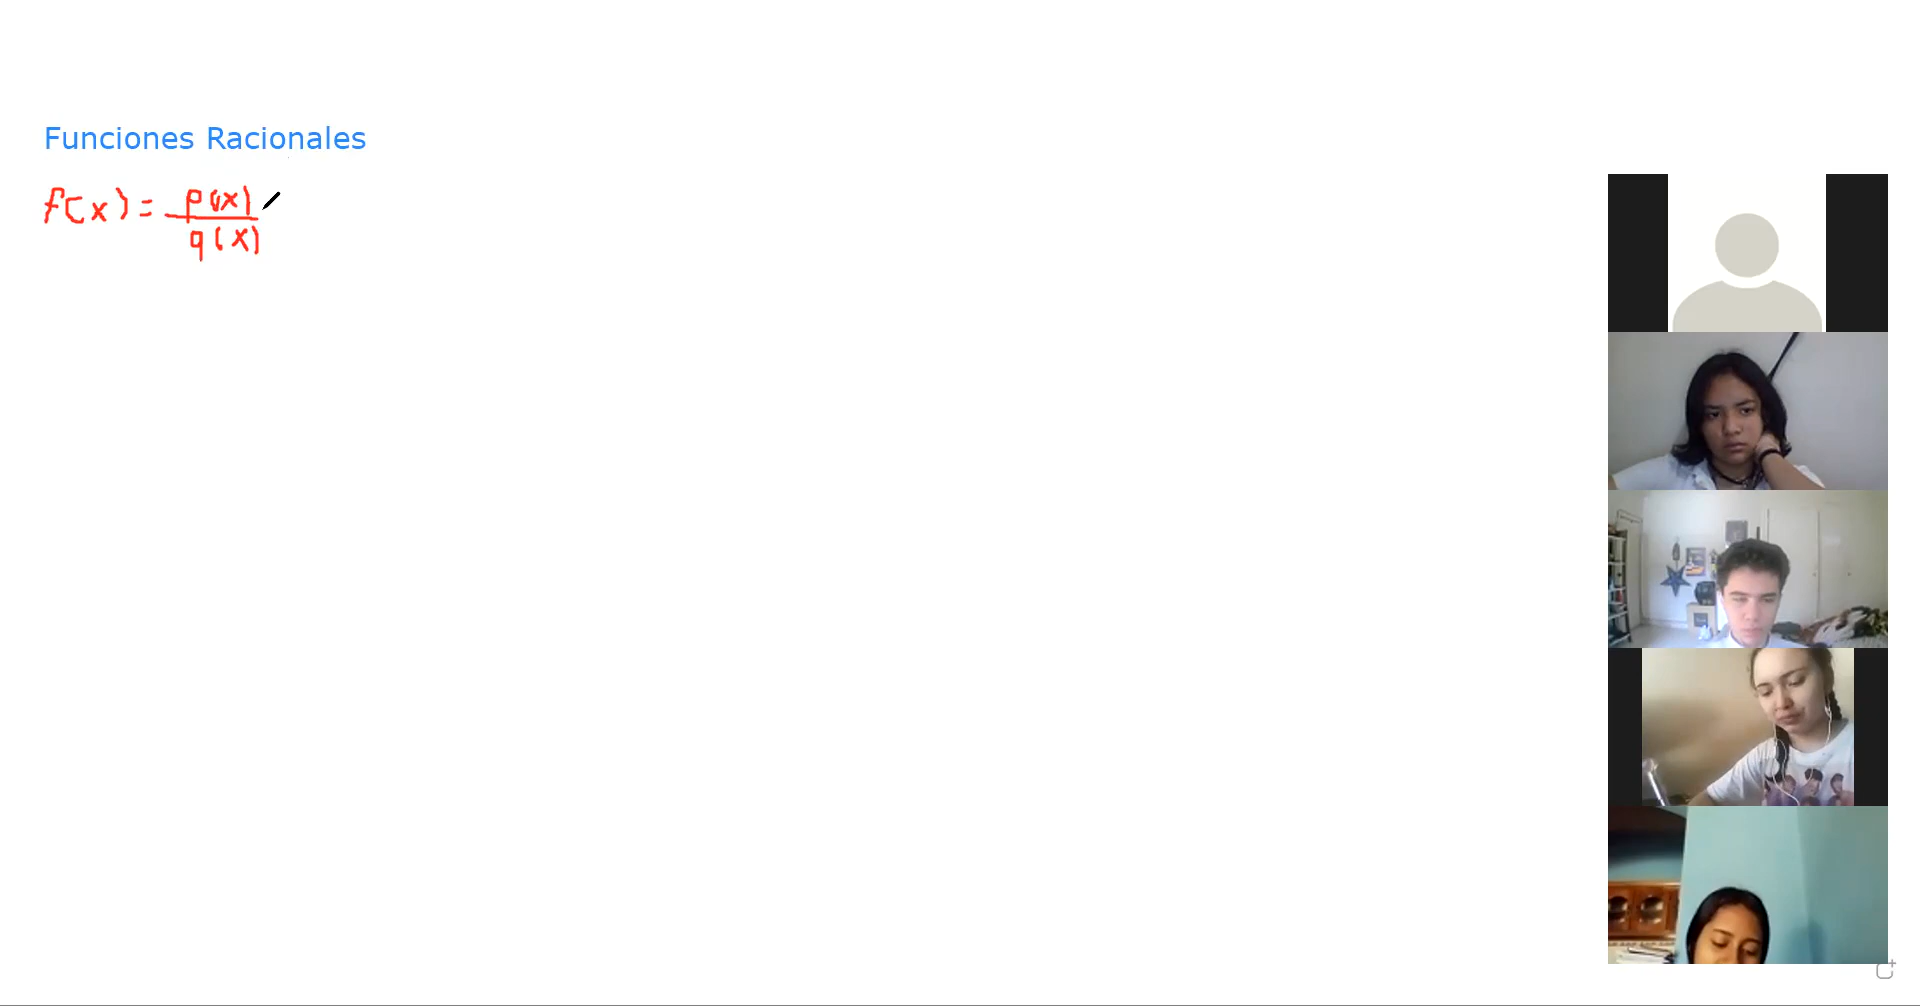 Funciones Racionales
f(x) = p(x)
q(x)